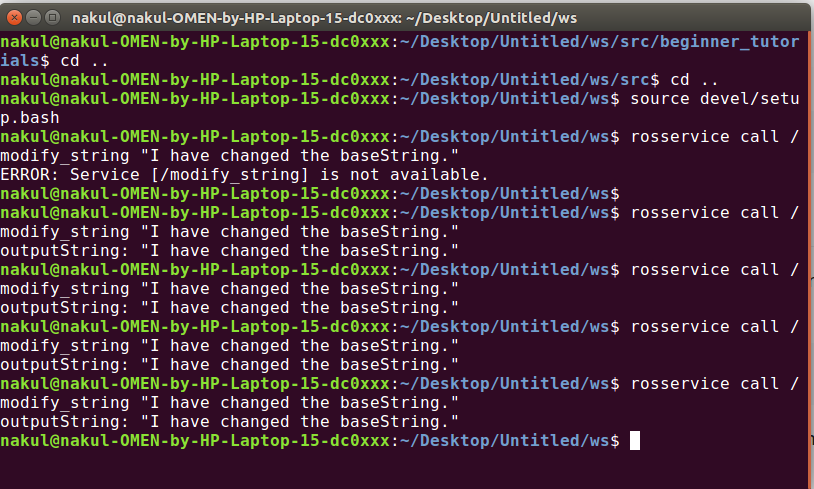 nakul@nakul-OMEN-by-HP-Laptop-15-dc0xxx: ~/Desktop/Untitled/ws
nakul@nakul-OMEN-by-HP-Laptop-15-dc0xxx:~/Desktop/Untitled/ws/src/beginner_tutor
ials$ cd ..
nakul@nakul-OMEN-by-HP-Laptop-15-dc0xxx:~/Desktop/Untitled/ws/src$ cd ..
nakul@nakul-OMEN-by-HP-Laptop-15-dc0xxx:~/Desktop/Untitled/ws$ source devel/setu
p.bash
nakul@nakul-OMEN-by-HP-Laptop-15-dc0xxx:~/Desktop/Untitled/ws$ rosservice call /
modify_string "I have changed the baseString."
ERROR: Service [/modify_string] is not available.
nakul@nakul-OMEN-by-HP-Laptop-15-dc0xxx:~/Desktop/Untitled/ws$
nakul@nakul-OMEN-by-HP-Laptop-15-dc0xxx:~/Desktop/Untitled/ws$ rosservice call /
modify_string "I have changed the baseString."
outputString: "I have changed the baseString."
nakul@nakul-OMEN-by-HP-Laptop-15-dc0xxx:~/Desktop/Untitled/ws$ rosservice call /
modify_string "I have changed the baseString."
outputString: "I have changed the baseString."
nakul@nakul-OMEN-by-HP-Laptop-15-dc0xxx:~/Desktop/Untitled/ws$ rosservice call /
modify_string "I have changed the baseString."
outputString: "I have changed the baseString."
nakul@nakul-OMEN-by-HP-Laptop-15-dc0xxx:~/Desktop/Untitled/ws$ rosservice call /
modify_string "I have changed the baseString."
outputString: "I have changed the baseString."
nakul@nakul-OMEN-by-HP-Laptop-15-dc0xxx:~/Desktop/Untitled/ws$